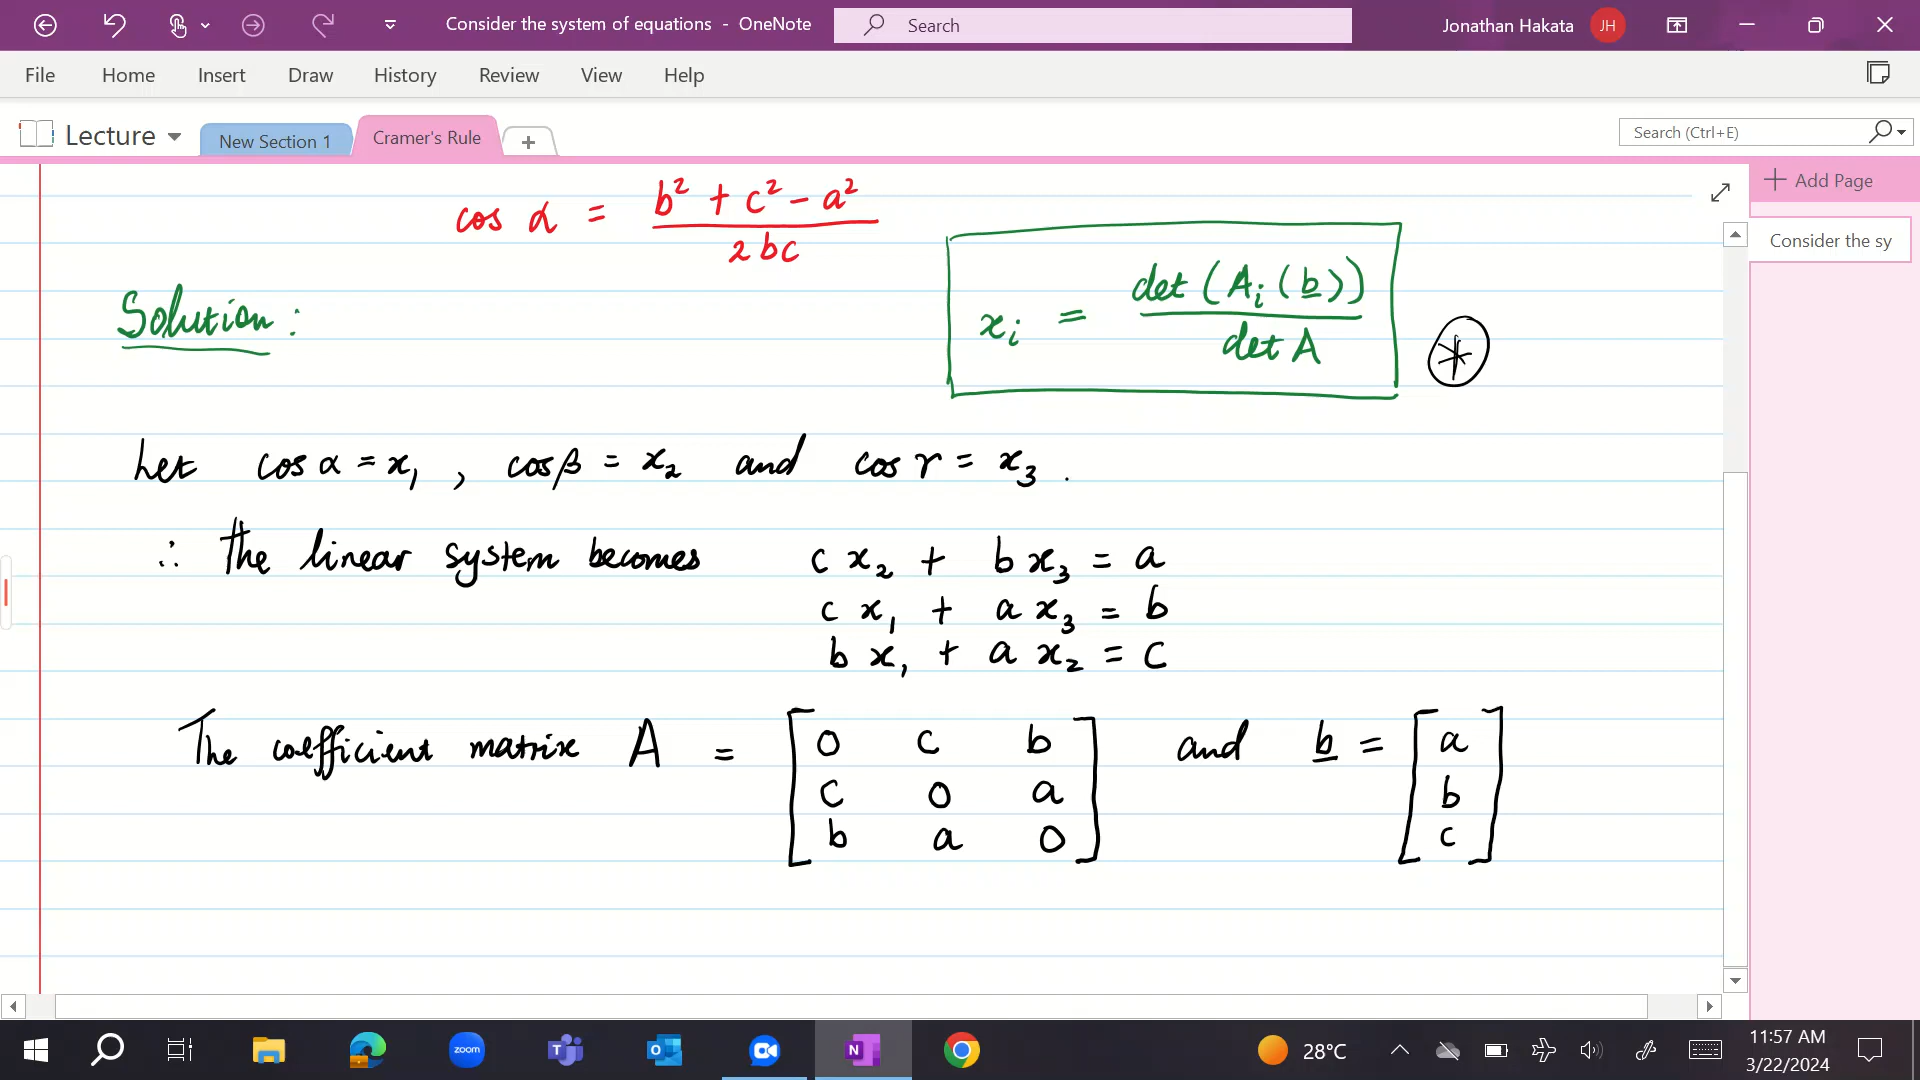 Consider the system of equations - OneNote
Search
Jonathan Hakata JH
File Home Insert Draw History Review View Help
Lecture New Section 1 Cramer's Rule +
Search (Ctrl+E)
+ Add Page
Consider the sy
cos α = (b² + c² - a²) / (2bc)
Solution:
xᵢ = det(Aᵢ(b)) / det A
*
Let cos α = x₁, cos β = x₂ and cos γ = x₃.
∴ the linear system becomes c x₂ + b x₃ = a
c x₁ + a x₃ = b
b x₁ + a x₂ = c
The coefficient matrix A = [0 c b and b = [a
c 0 a b
b a 0] c]
zoom
28°C
11:57 AM
3/22/2024